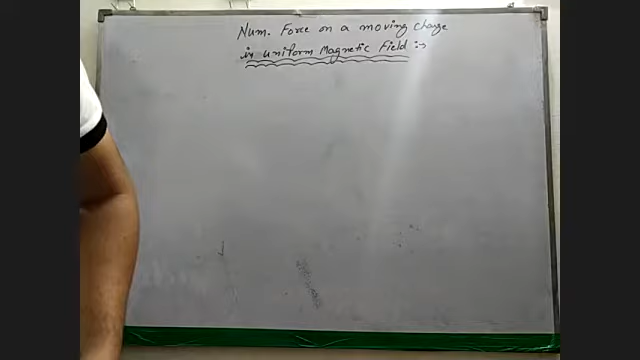 Num. Force on a moving charge
in uniform Magnetic Field :-